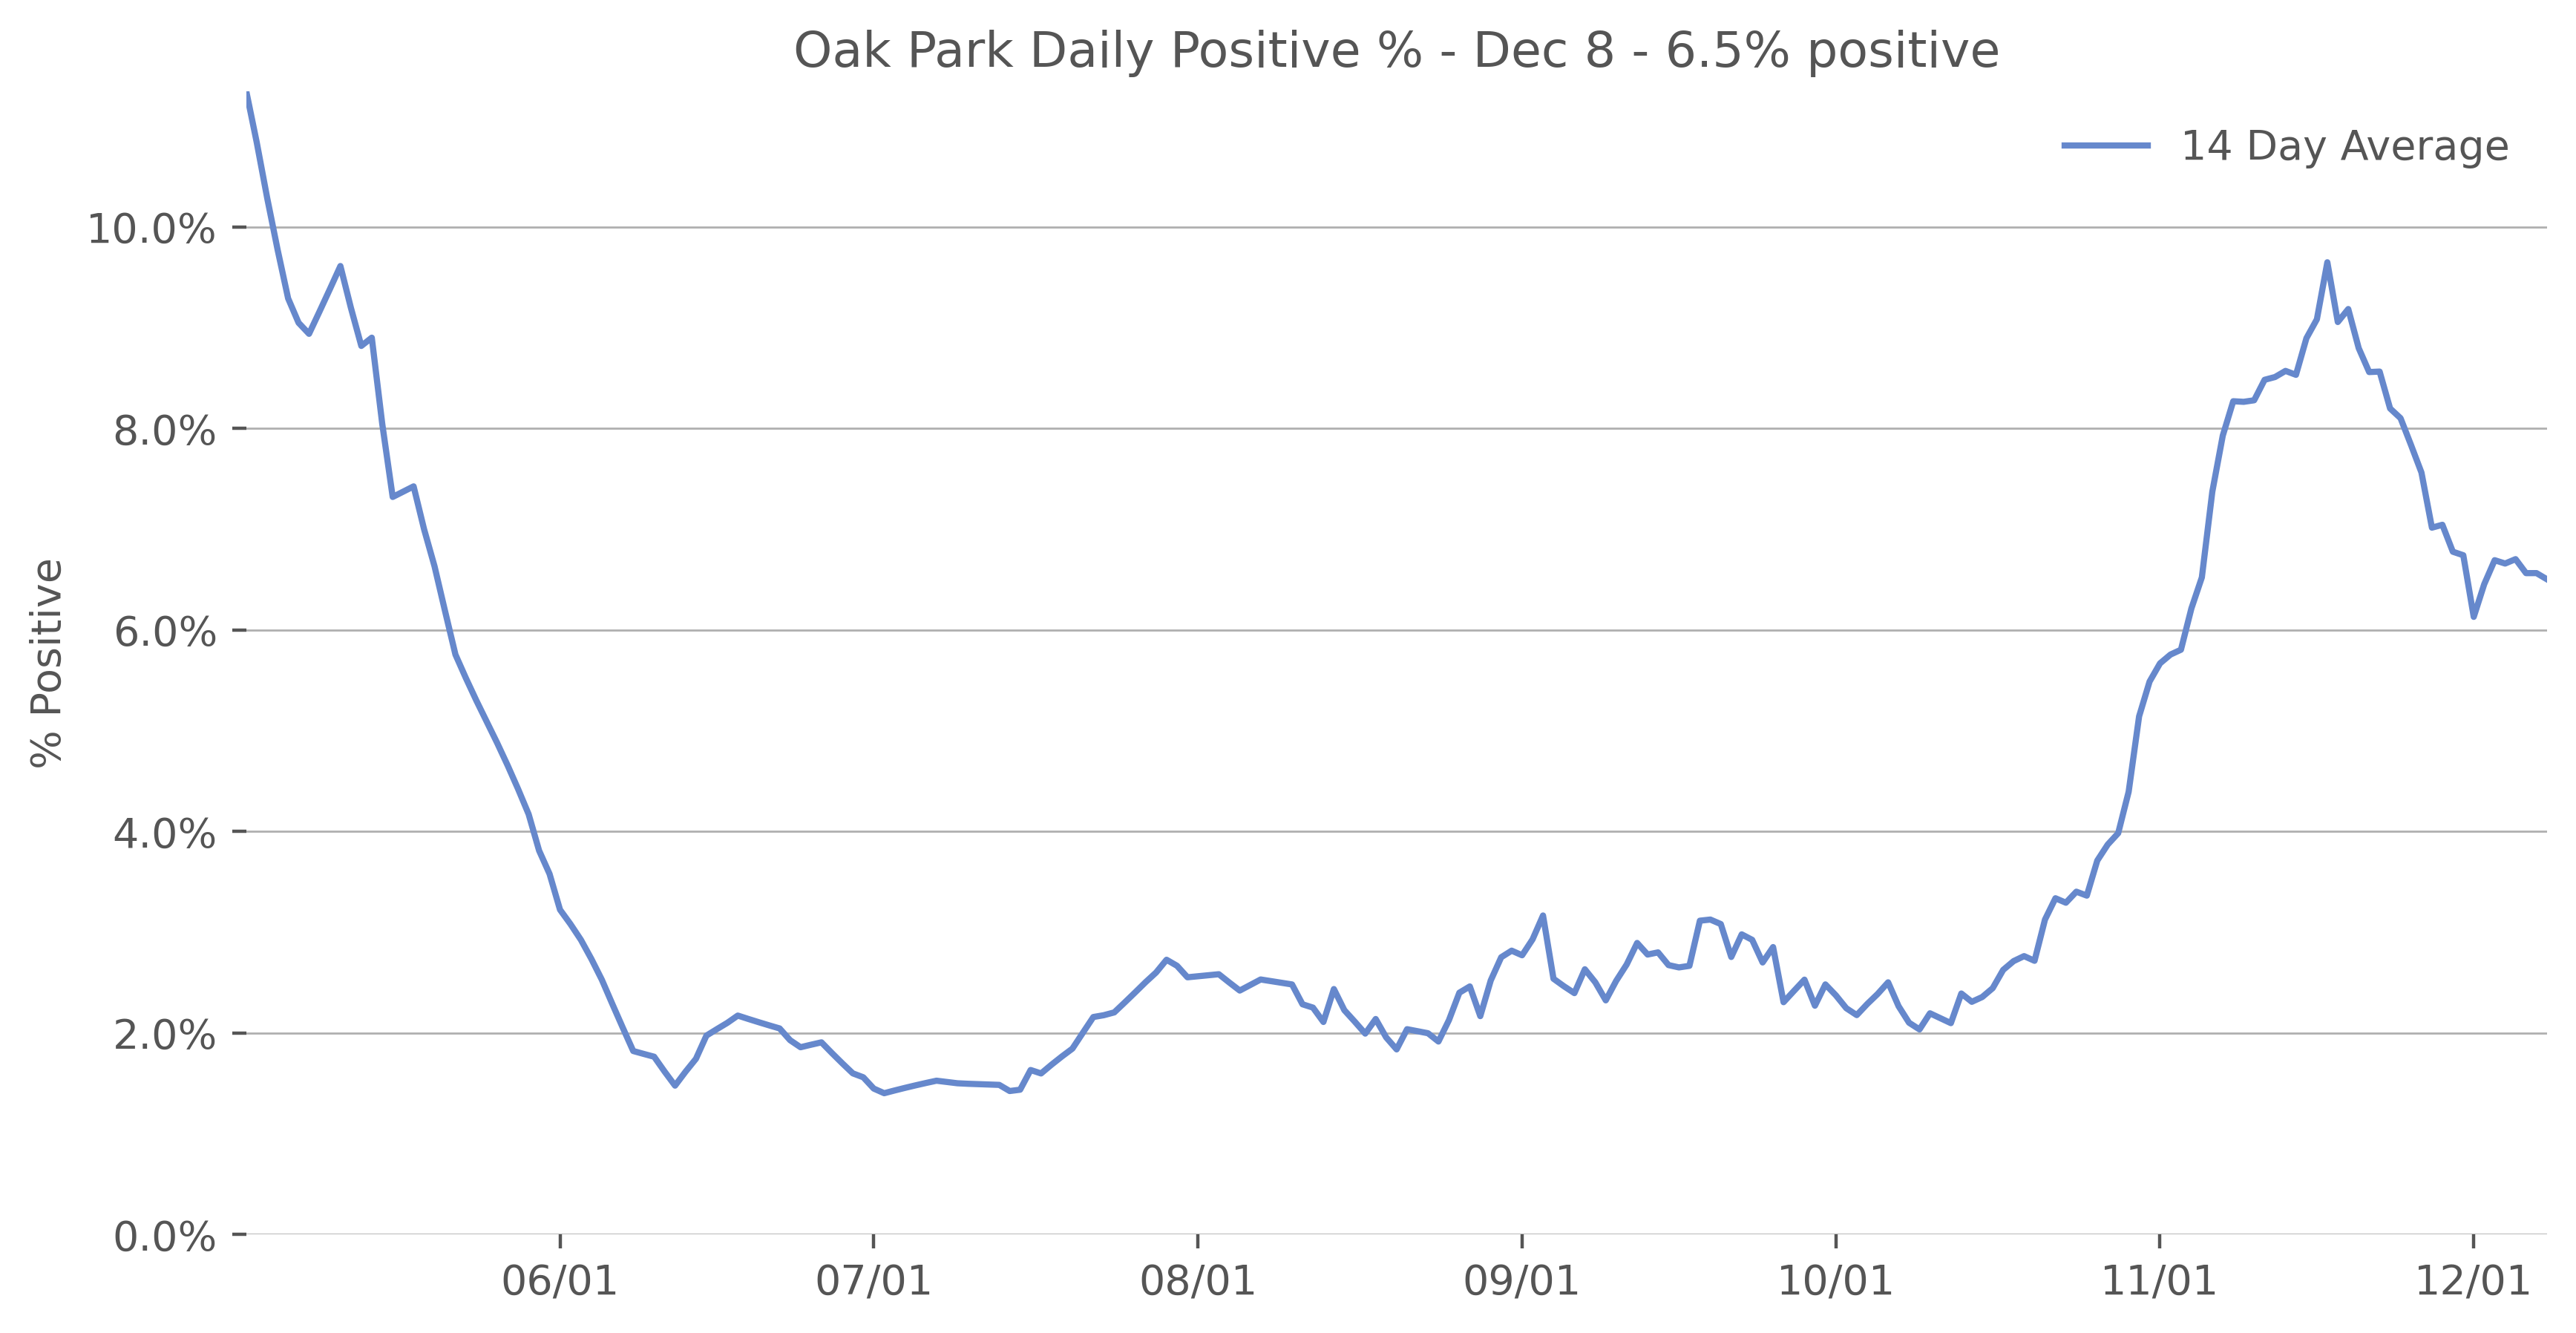 Oak Park Daily Positive % - Dec 8 - 6.5% positive
14 Day Average
% Positive
10.0%
8.0%
6.0%
4.0%
2.0%
0.0%
06/01 07/01 08/01 09/01 10/01 11/01 12/01